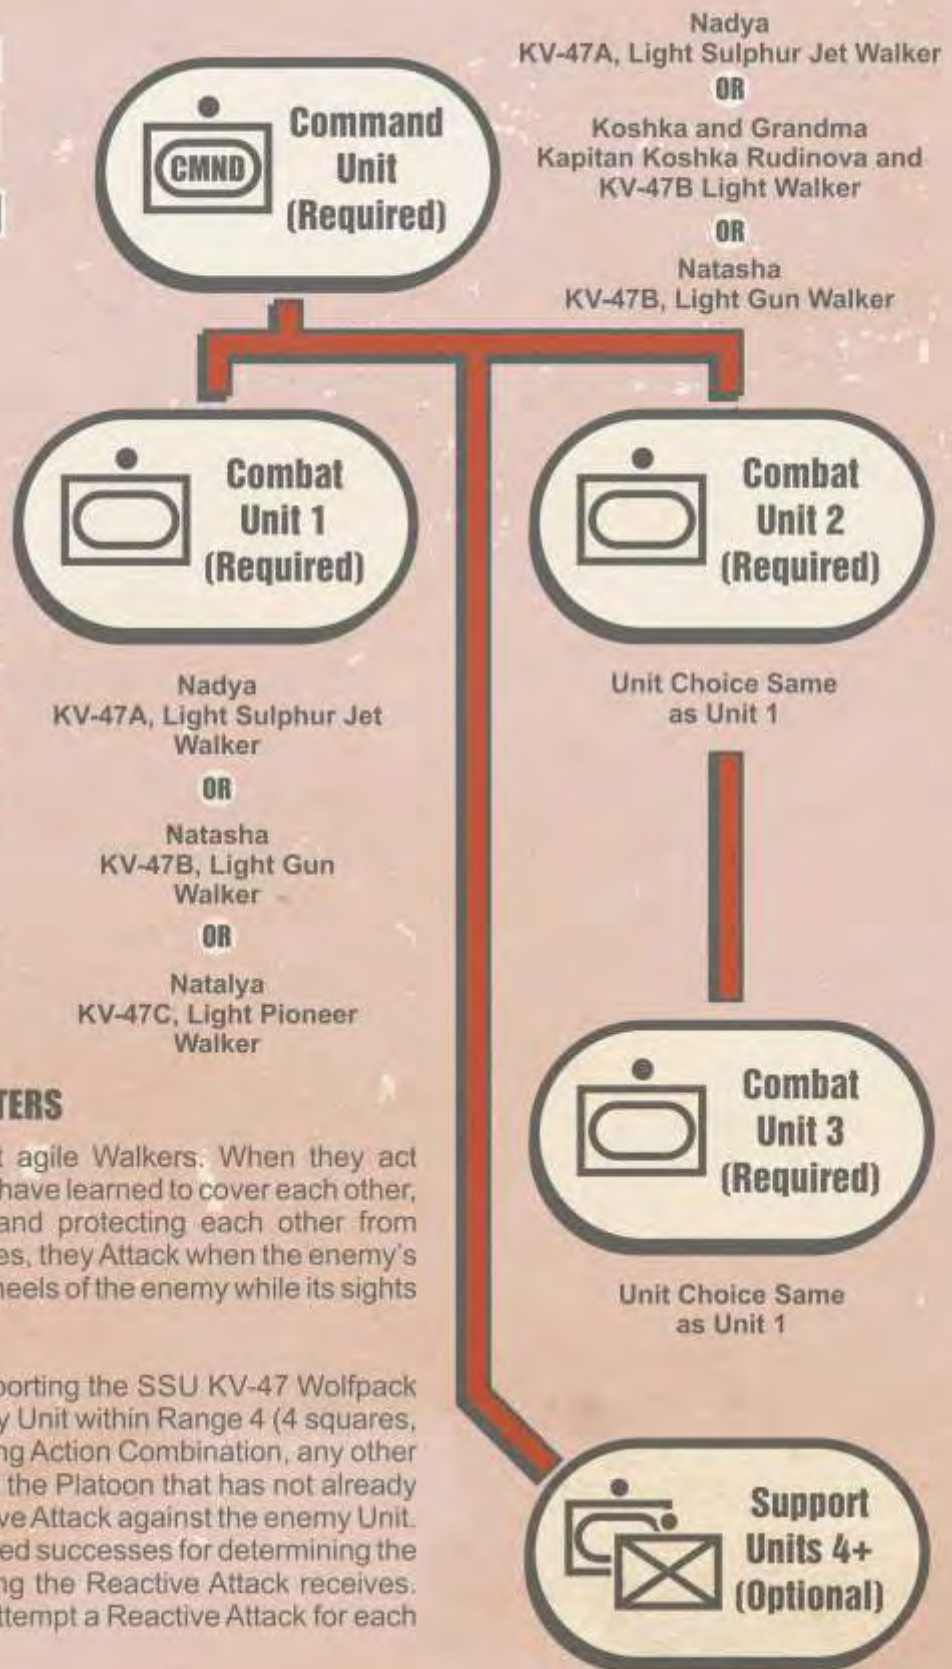 Nadya
KV-47A, Light Sulphur Jet Walker
OR
Koshka and Grandma
Kapitan Koshka Rudinova and
KV-47B Light Walker
OR
Natasha
KV-47B, Light Gun Walker
CMND
Command
Unit
(Required)
Combat
Unit 1
(Required)
Nadya
KV-47A, Light Sulphur Jet
Walker
OR
Natasha
KV-47B, Light Gun
Walker
OR
Natalya
KV-47C, Light Pioneer
Walker
Combat
Unit 2
(Required)
Unit Choice Same
as Unit 1
Combat
Unit 3
(Required)
Unit Choice Same
as Unit 1
Support
Units 4+
(Optional)
TERS
t agile Walkers. When they act
have learned to cover each other,
and protecting each other from
es, they Attack when the enemy's
heels of the enemy while its sights
porting the SSU KV-47 Wolfpack
y Unit within Range 4 (4 squares,
ng Action Combination, any other
the Platoon that has not already
ve Attack against the enemy Unit.
ed successes for determining the
ng the Reactive Attack receives.
ttempt a Reactive Attack for each